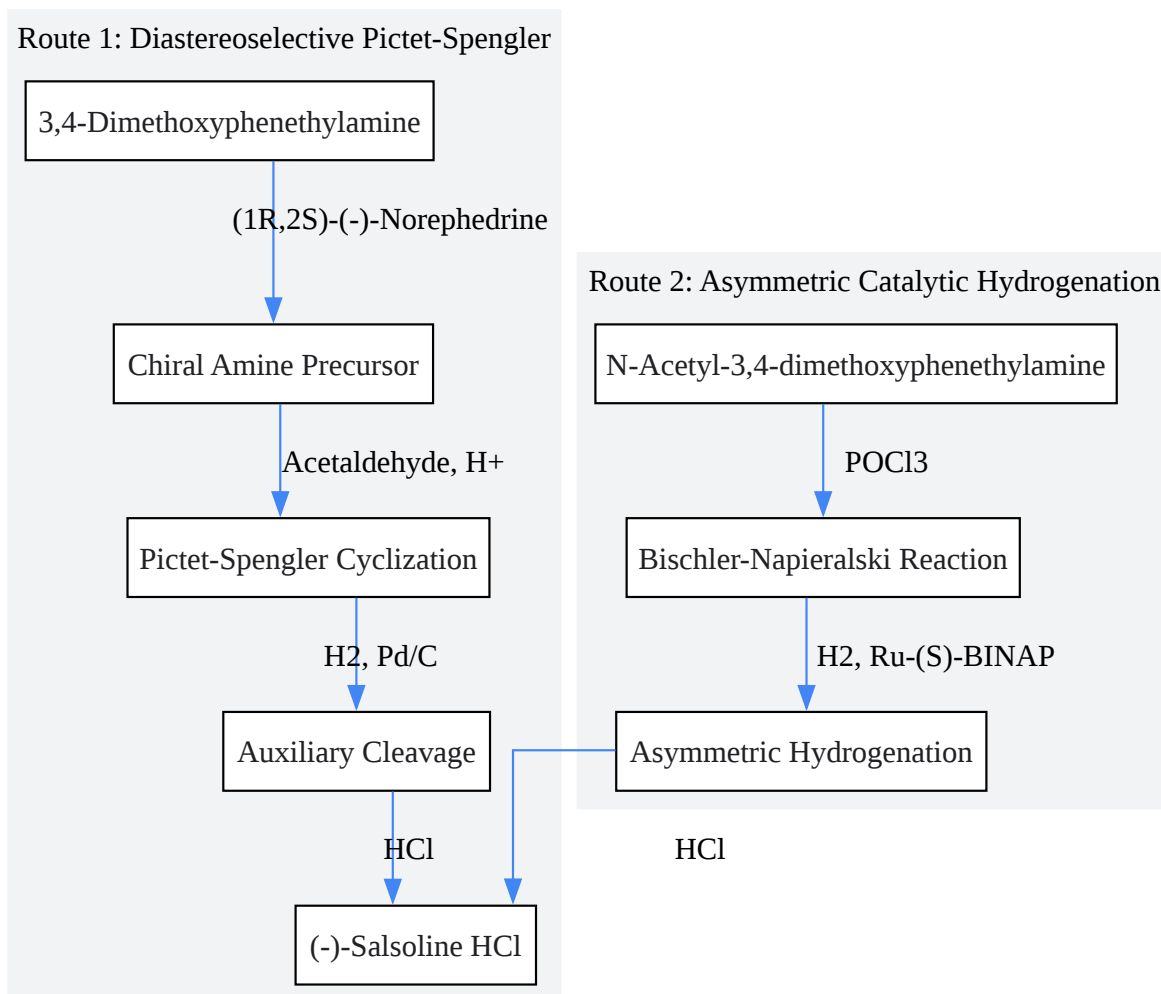 Route 1: Diastereoselective Pictet-Spengler
3,4-Dimethoxyphenethylamine
(1R,2S)-(-)-Norephedrine
Chiral Amine Precursor
Acetaldehyde, H+
Pictet-Spengler Cyclization
H2, Pd/C
Auxiliary Cleavage
HCl
(-)-Salsoline HCl
Route 2: Asymmetric Catalytic Hydrogenation
N-Acetyl-3,4-dimethoxyphenethylamine
POCl3
Bischler-Napieralski Reaction
H2, Ru-(S)-BINAP
Asymmetric Hydrogenation
HCl